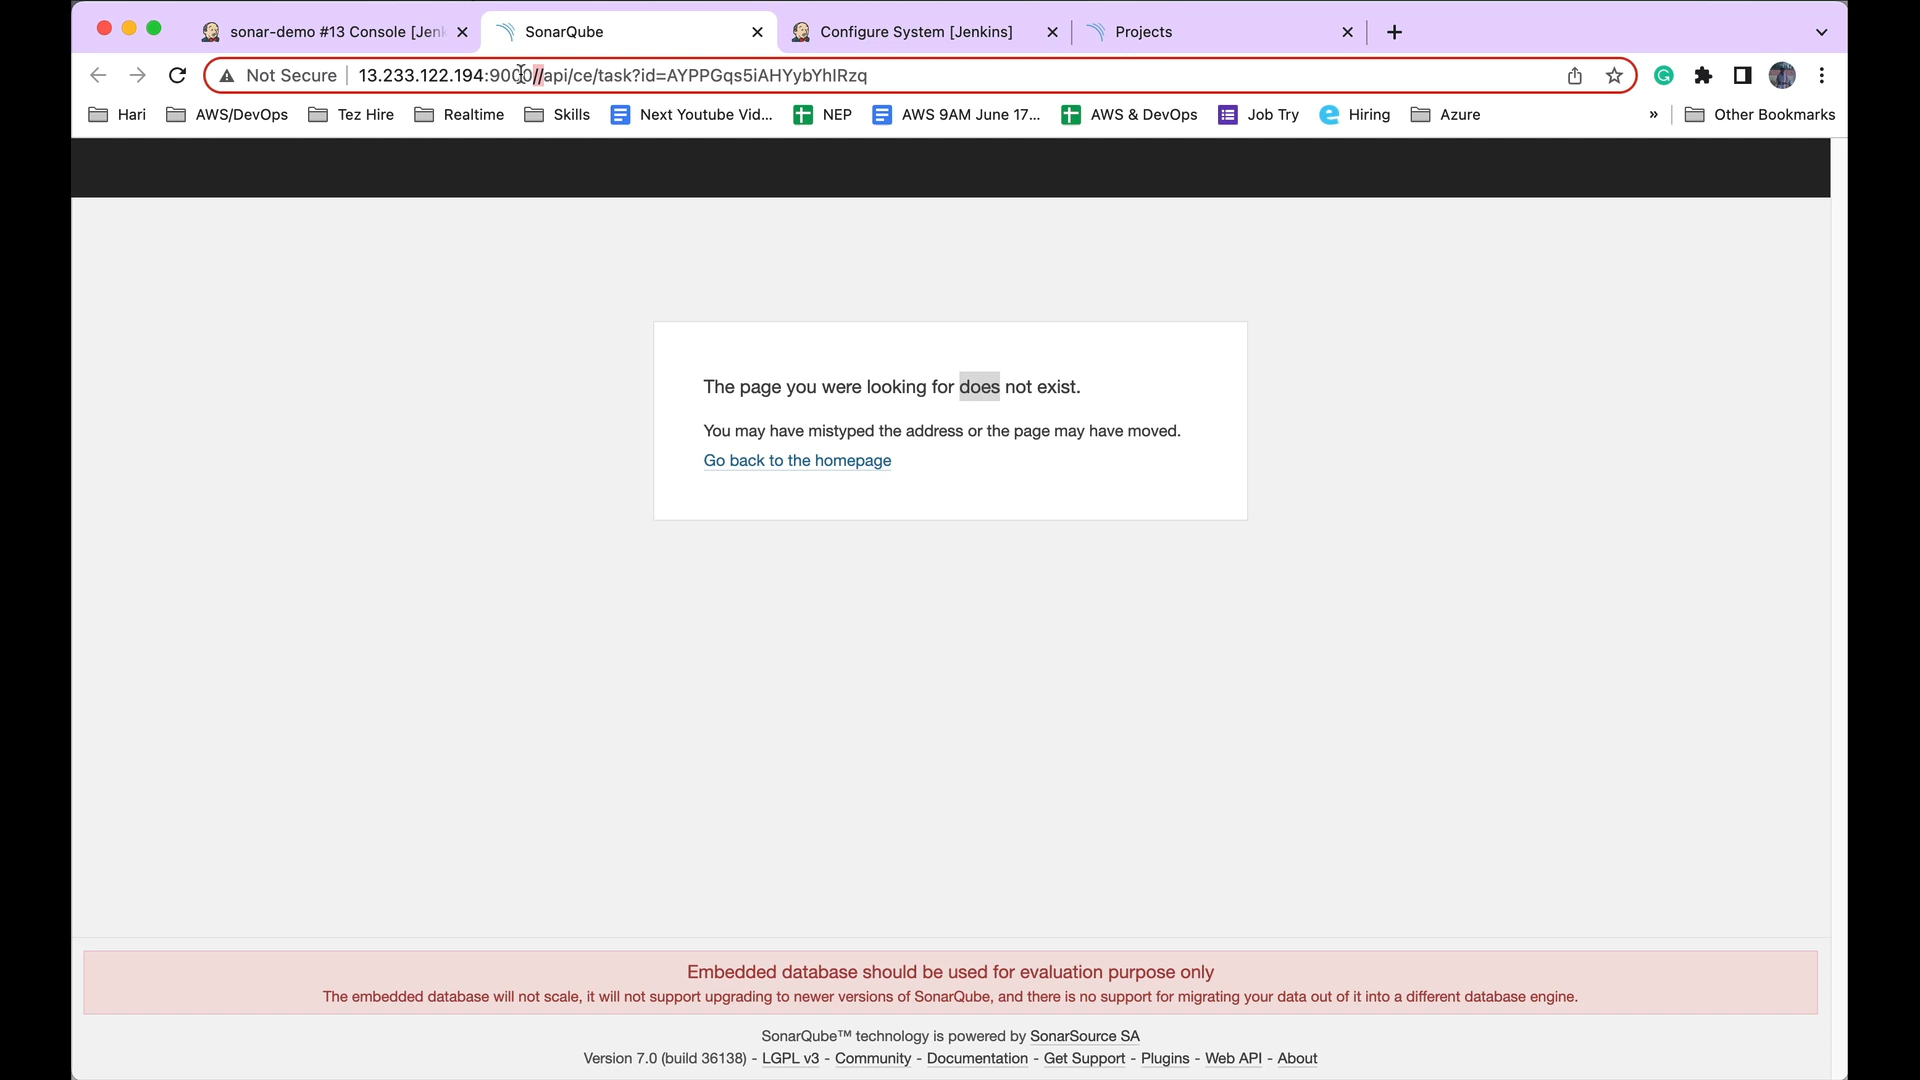 sonar-demo #13 Console [Jenk
SonarQube
Configure System [Jenkins]
Projects
Not Secure
13.233.122.194:9000//api/ce/task?id=AYPPGqs5iAHYybYhIRzq
Hari
AWS/DevOps
Tez Hire
Realtime
Skills
Next Youtube Vid...
NEP
AWS 9AM June 17...
AWS & DevOps
Job Try
Hiring
Azure
»
Other Bookmarks
The page you were looking for does not exist.
You may have mistyped the address or the page may have moved.
Go back to the homepage
Embedded database should be used for evaluation purpose only
The embedded database will not scale, it will not support upgrading to newer versions of SonarQube, and there is no support for migrating your data out of it into a different database engine.
SonarQube™ technology is powered by SonarSource SA
Version 7.0 (build 36138) - LGPL v3 - Community - Documentation - Get Support - Plugins - Web API - About